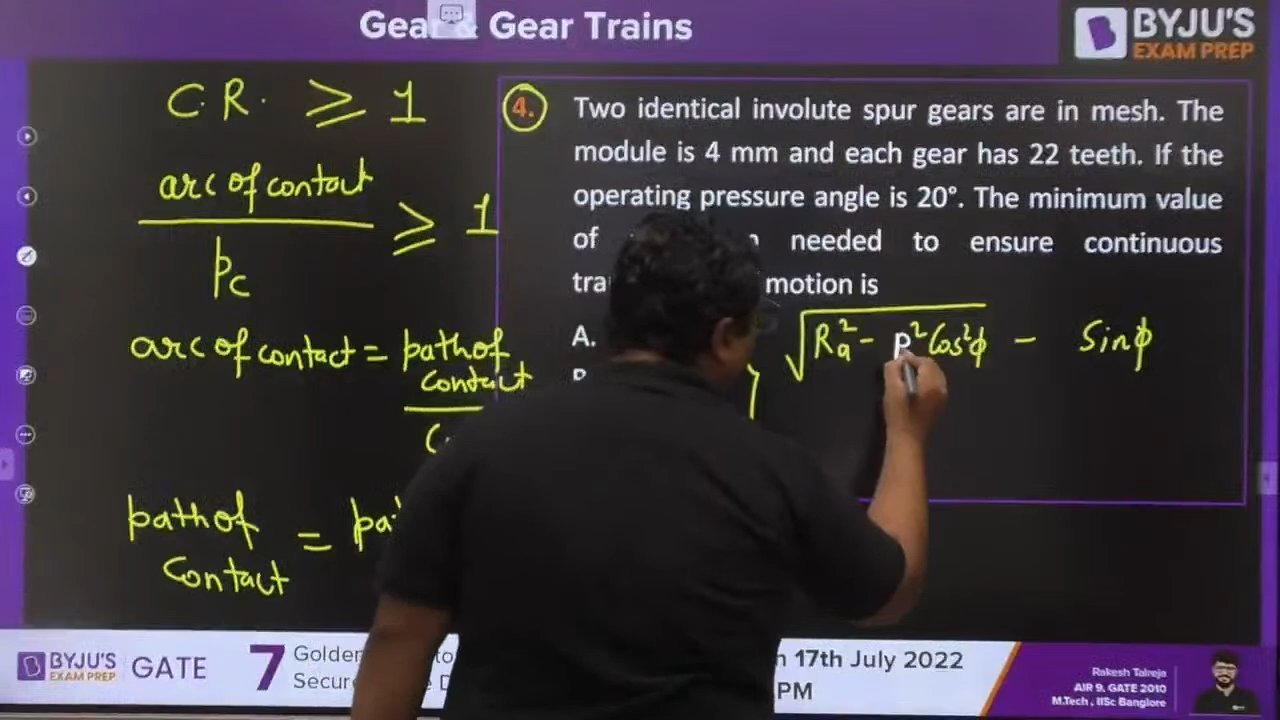 Gear & Gear Trains
BYJU'S
EXAM PREP
C.R. ⩾ 1
arc of contact
pc
⩾ 1
arc of contact = path of
contact
path of
contact
=
4.
Two identical involute spur gears are in mesh. The
module is 4 mm and each gear has 22 teeth. If the
operating pressure angle is 20°. The minimum value
of needed to ensure continuous
motion is
A.
√Ra² - R²Cos²ϕ - Sinϕ
BYJU'S
EXAM PREP
GATE
7
17th July 2022
PM
Rakesh Talreja
AIR 9, GATE 2010
M.Tech , IISc Banglore